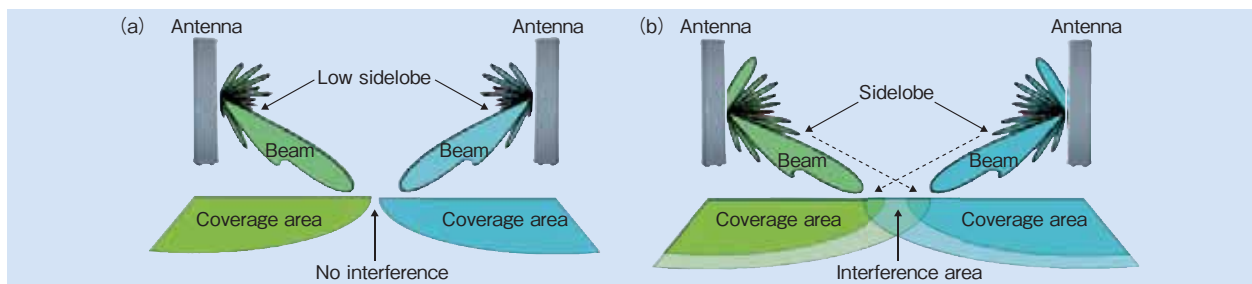 (a)
Antenna
Antenna
Low sidelobe
Beam
Beam
Coverage area
Coverage area
No interference
(b)
Antenna
Antenna
Sidelobe
Beam
Beam
Coverage area
Coverage area
Interference area